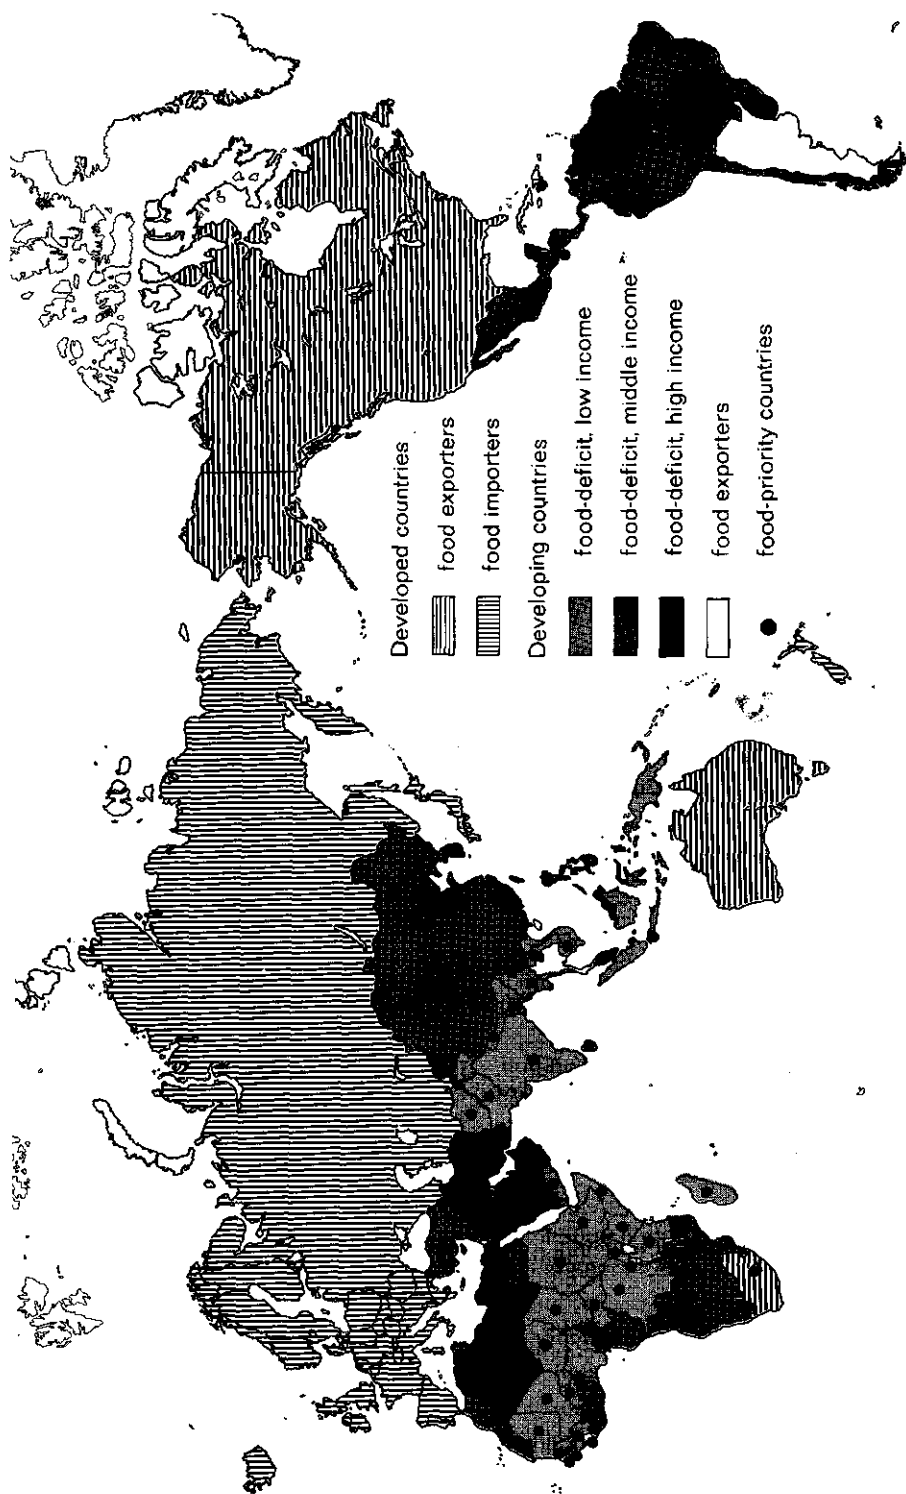 Developed countries
food exporters
food importers
Developing countries
food-deficit, low income
food-deficit, middle income
food-deficit, high income
food exporters
food-priority countries